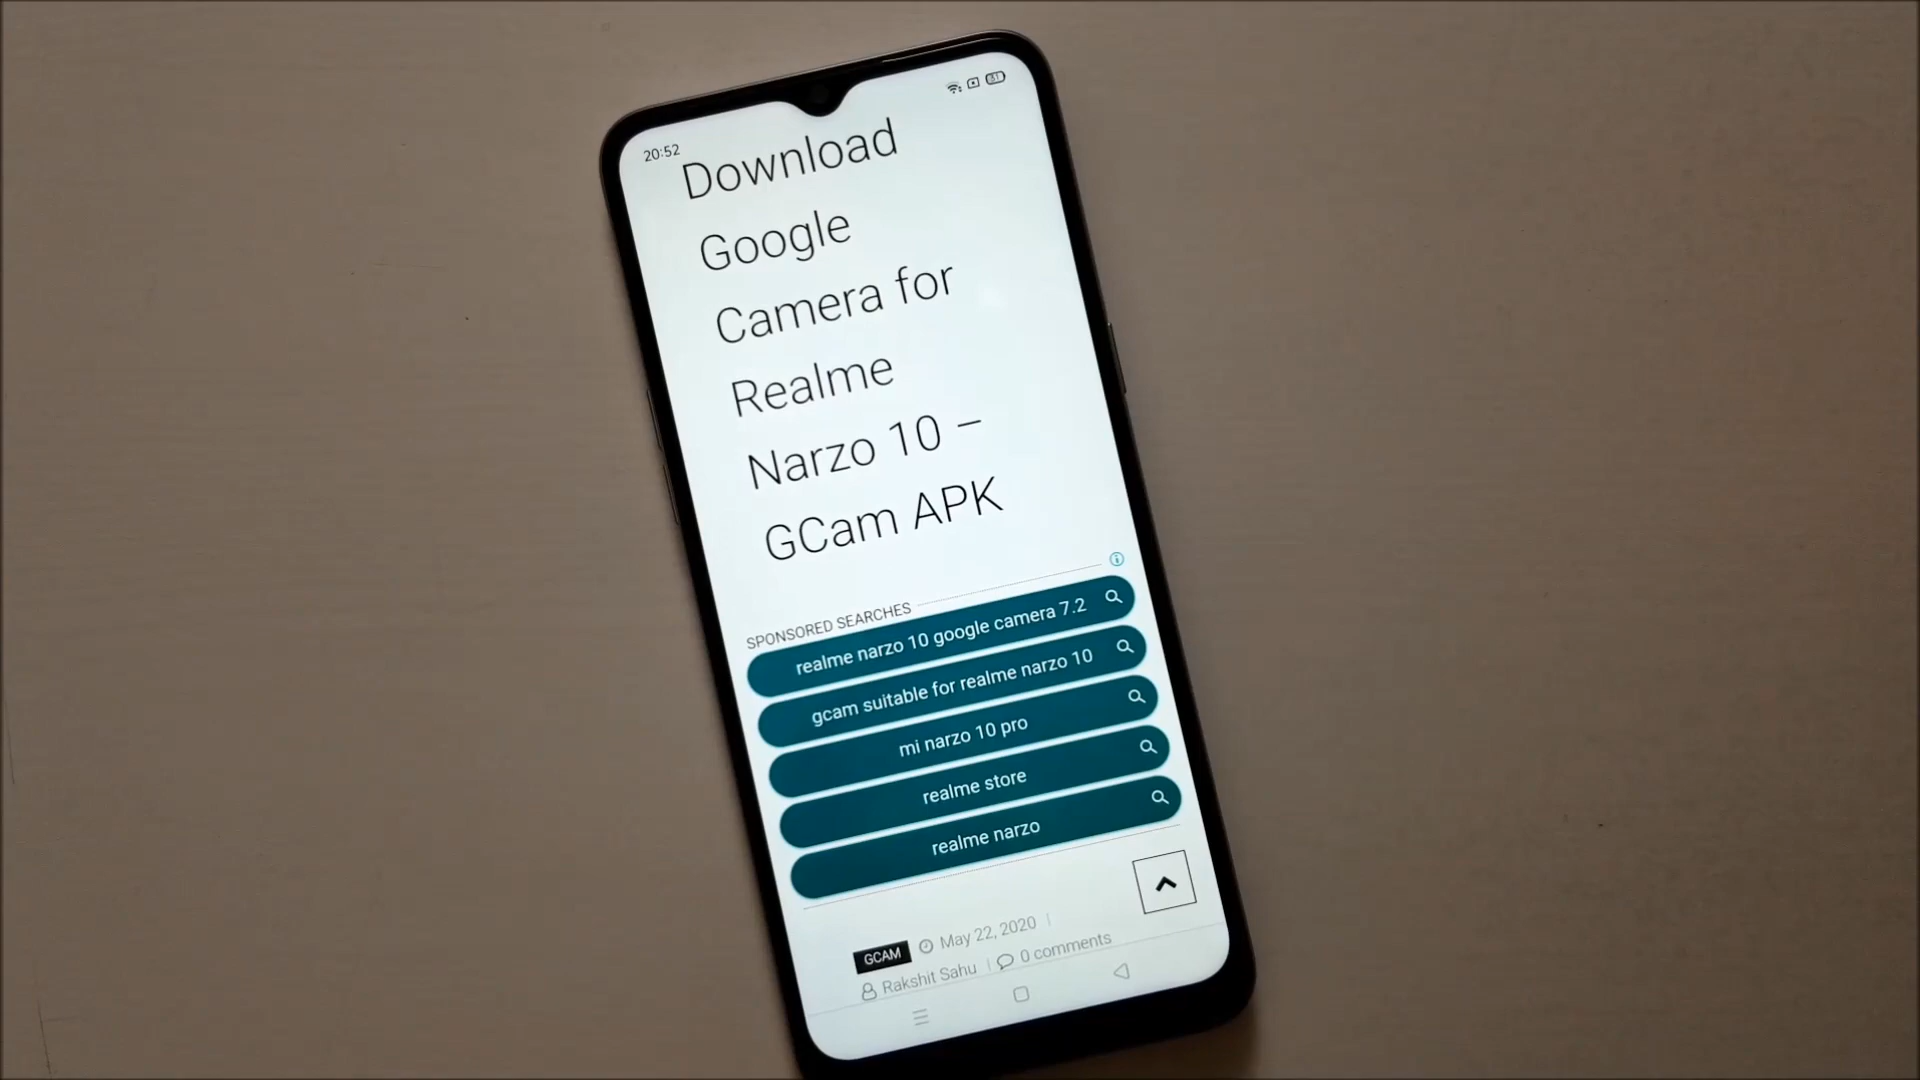 20:52
31
Download
Google
Camera for
Realme
Narzo 10 –
GCam APK
SPONSORED SEARCHES
realme narzo 10 google camera 7.2
gcam suitable for realme narzo 10
mi narzo 10 pro
realme store
realme narzo
GCAM May 22, 2020
Rakshit Sahu 0 comments